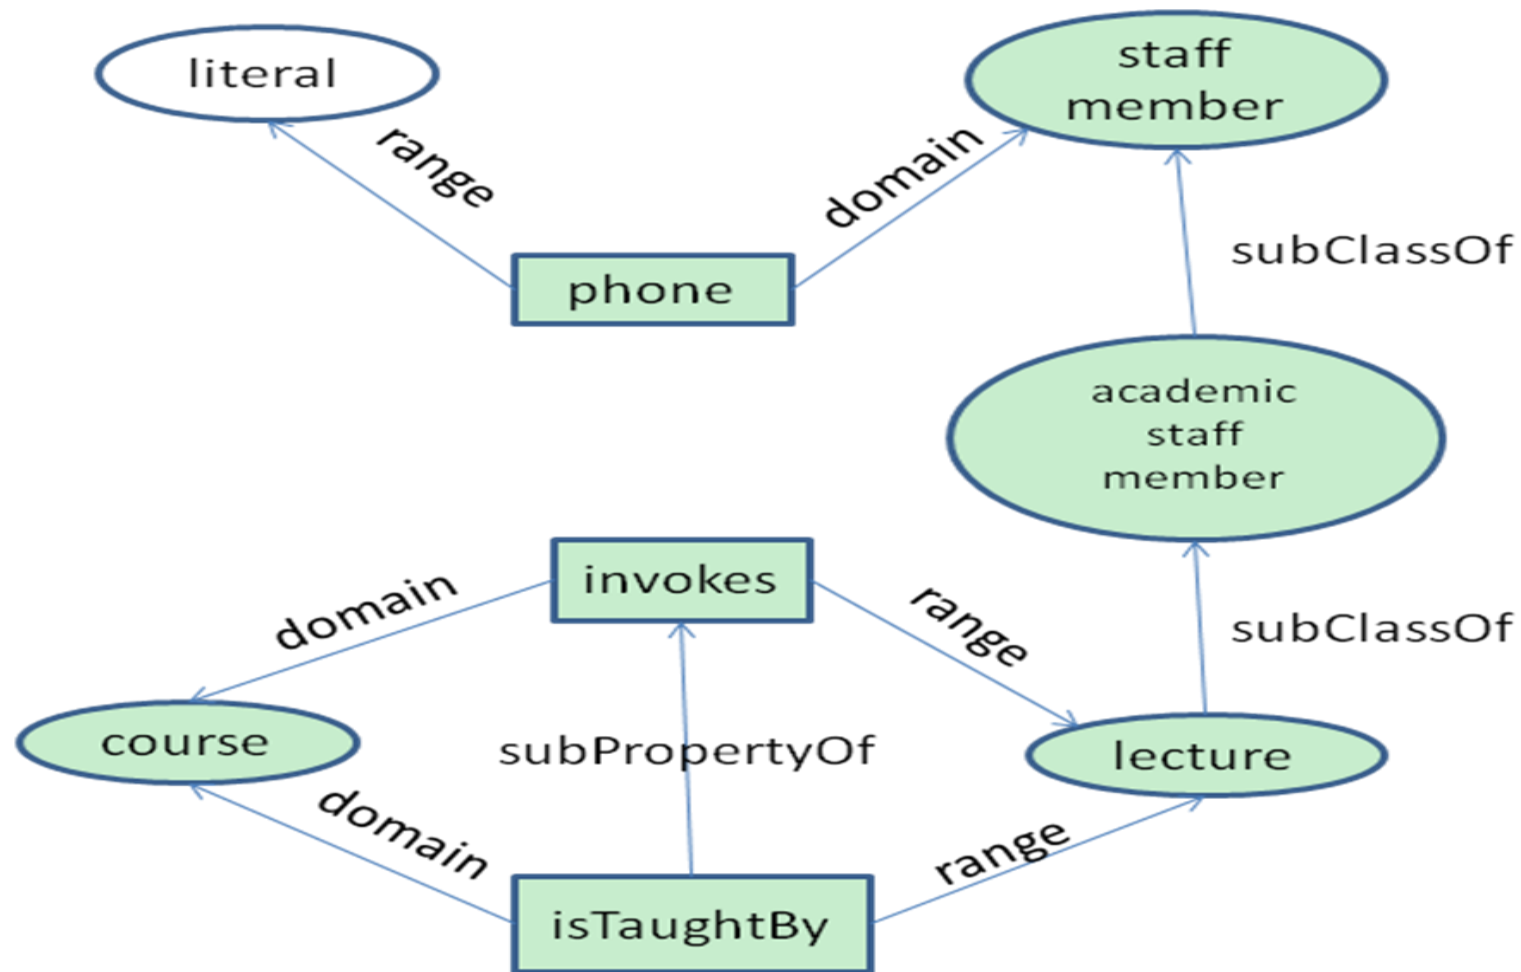 literal
staff
member
range
domain
phone
subClassOf
academic
staff
member
invokes
domain
range
subClassOf
course
subPropertyOf
lecture
domain
range
isTaughtBy